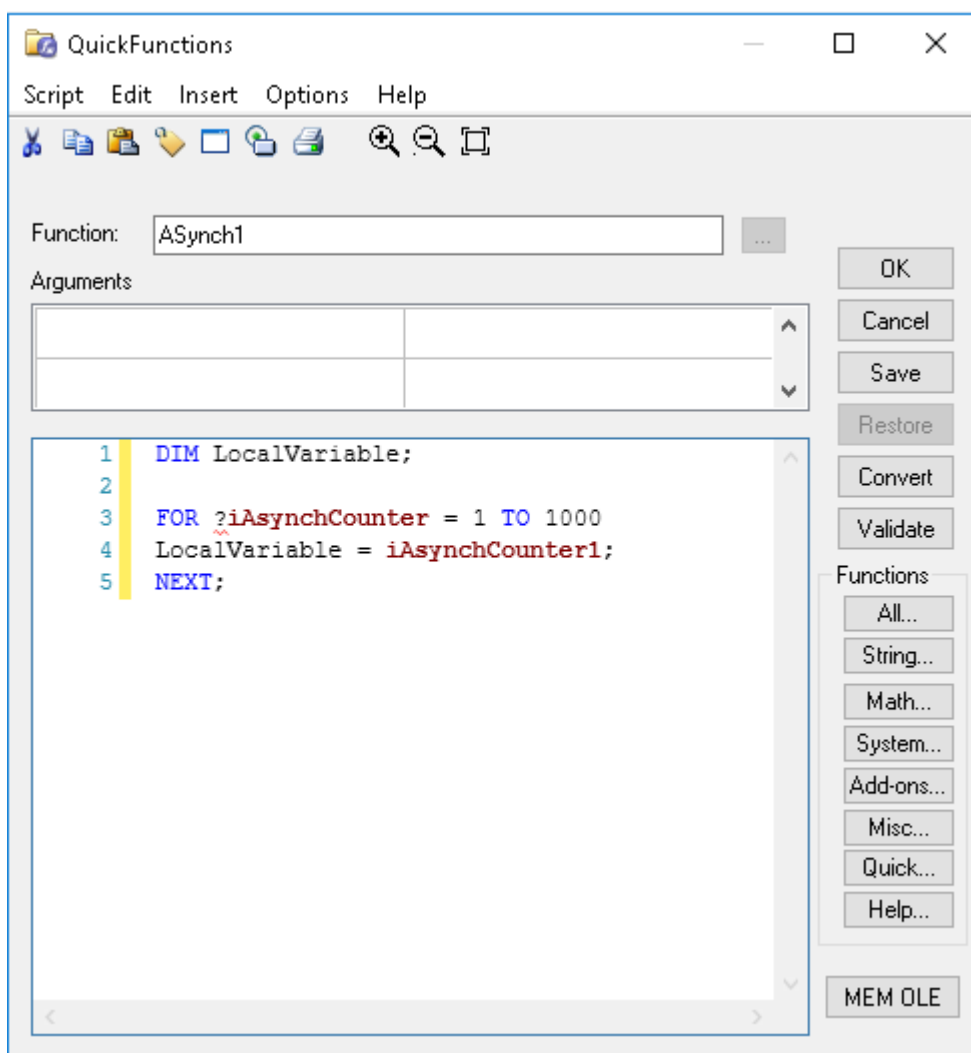 QuickFunctions
Script Edit Insert Options Help
Function: ASynch1 ...
Arguments
OK
Cancel
Save
Restore
Convert
Validate
1 DIM LocalVariable;
2
3 FOR ?iAsynchCounter = 1 TO 1000
4 LocalVariable = iAsynchCounter1;
5 NEXT;
Functions
All...
String...
Math...
System...
Add-ons...
Misc...
Quick...
Help...
MEM OLE